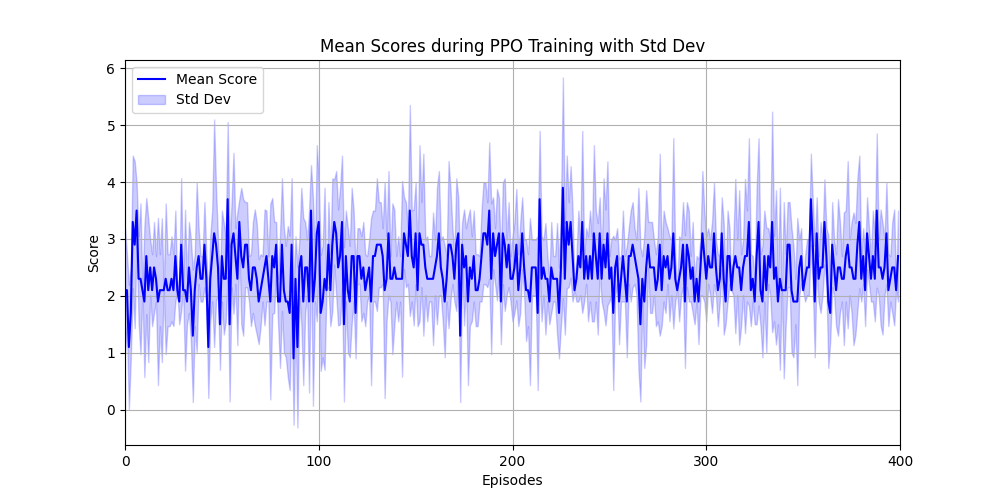 Mean Scores during PPO Training with Std Dev
Mean Score
Std Dev
6
5
4
3
2
1
0
Score
0 100 200 300 400
Episodes